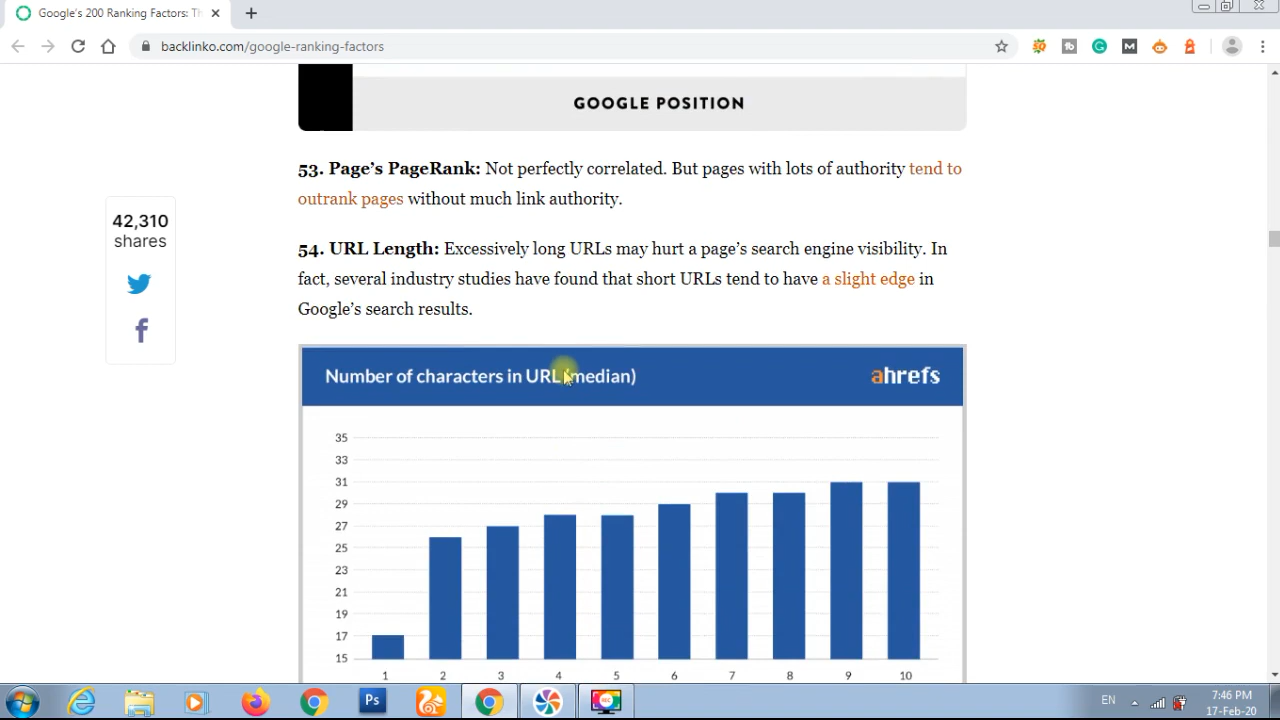 Google's 200 Ranking Factors: Th
backlinko.com/google-ranking-factors
GOOGLE POSITION
53. Page’s PageRank: Not perfectly correlated. But pages with lots of authority tend to
outrank pages without much link authority.
42,310
shares
54. URL Length: Excessively long URLs may hurt a page’s search engine visibility. In
fact, several industry studies have found that short URLs tend to have a slight edge in
Google’s search results.
Number of characters in URL (median)
ahrefs
35
33
31
29
27
25
23
21
19
17
15
1 2 3 4 5 6 7 8 9 10
Ps
EN
7:46 PM
17-Feb-20